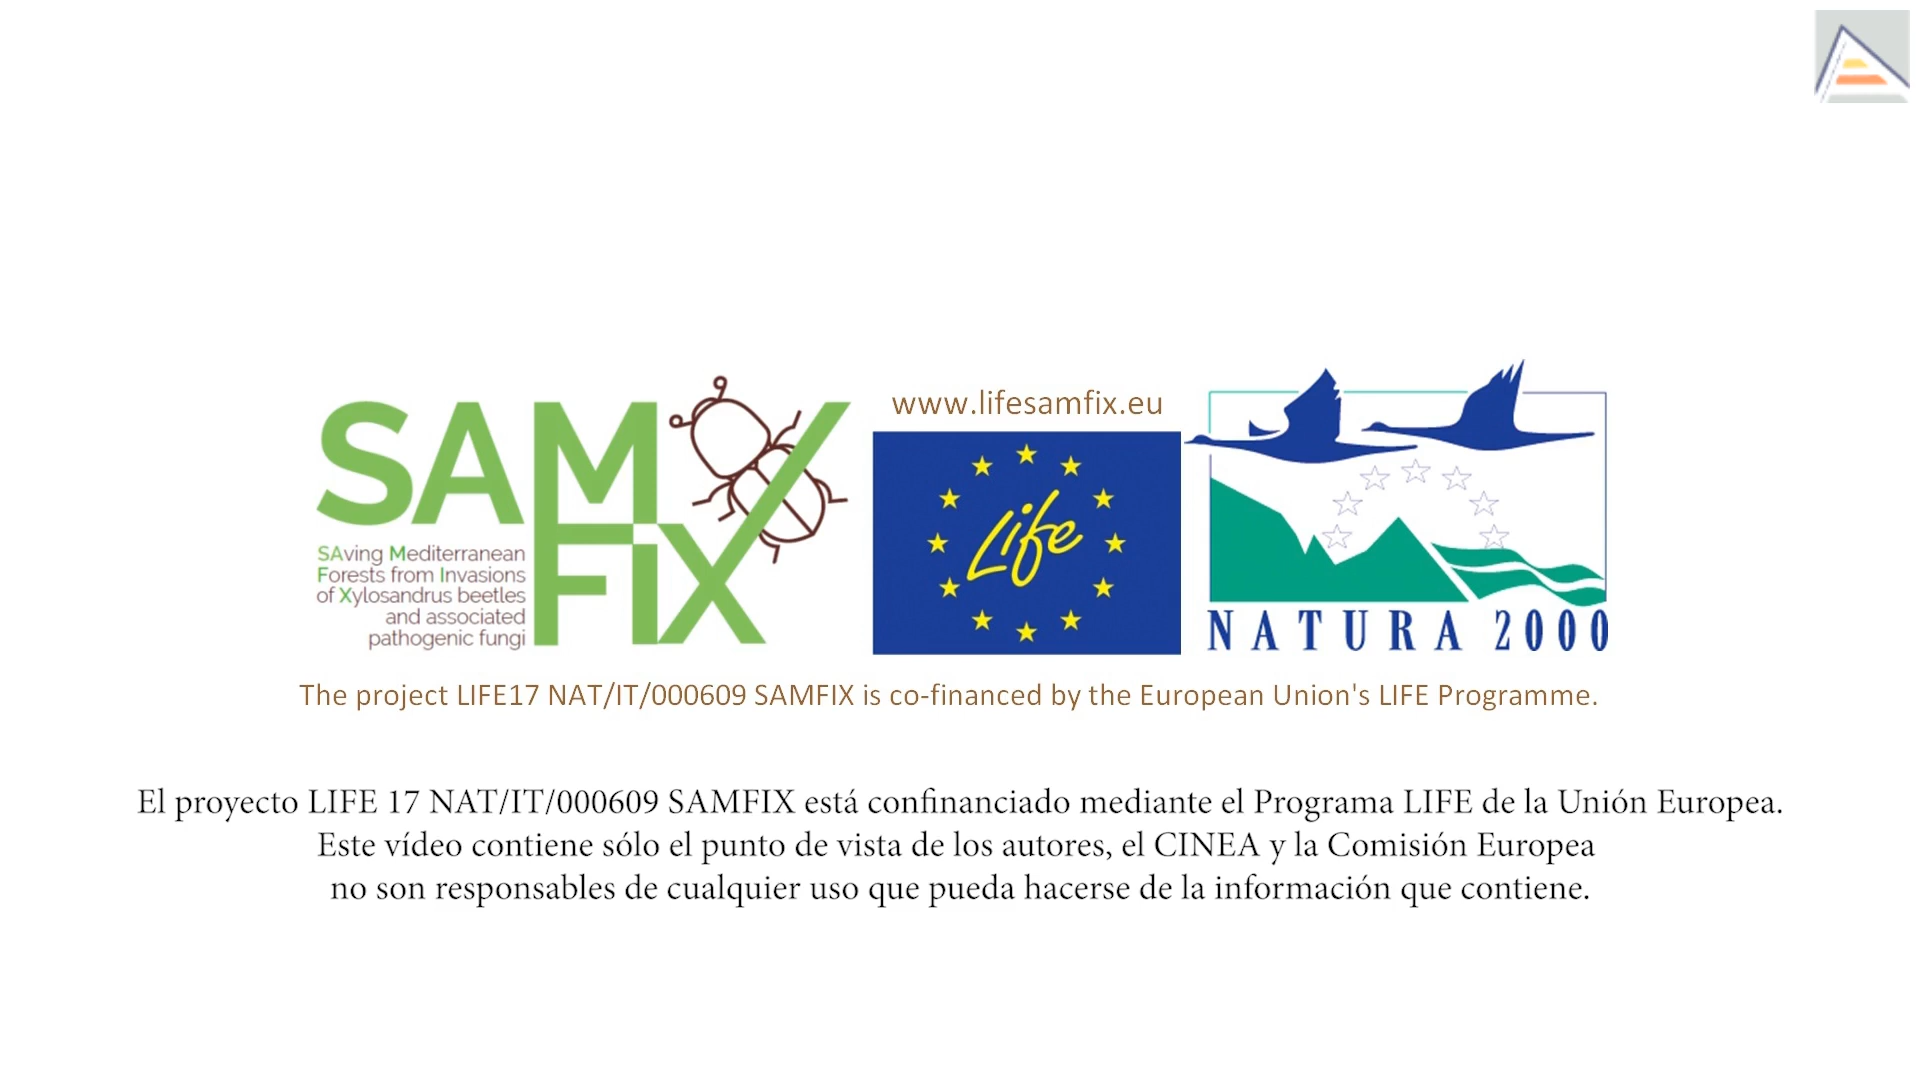 www.lifesamfix.eu
SAM
FiX
SAving Mediterranean
Forests from Invasions
of Xylosandrus beetles
and associated
pathogenic fungi
Life
NATURA 2000
The project LIFE17 NAT/IT/000609 SAMFIX is co-financed by the European Union's LIFE Programme.
El proyecto LIFE 17 NAT/IT/000609 SAMFIX está confinanciado mediante el Programa LIFE de la Unión Europea.
Este vídeo contiene sólo el punto de vista de los autores, el CINEA y la Comisión Europea
no son responsables de cualquier uso que pueda hacerse de la información que contiene.